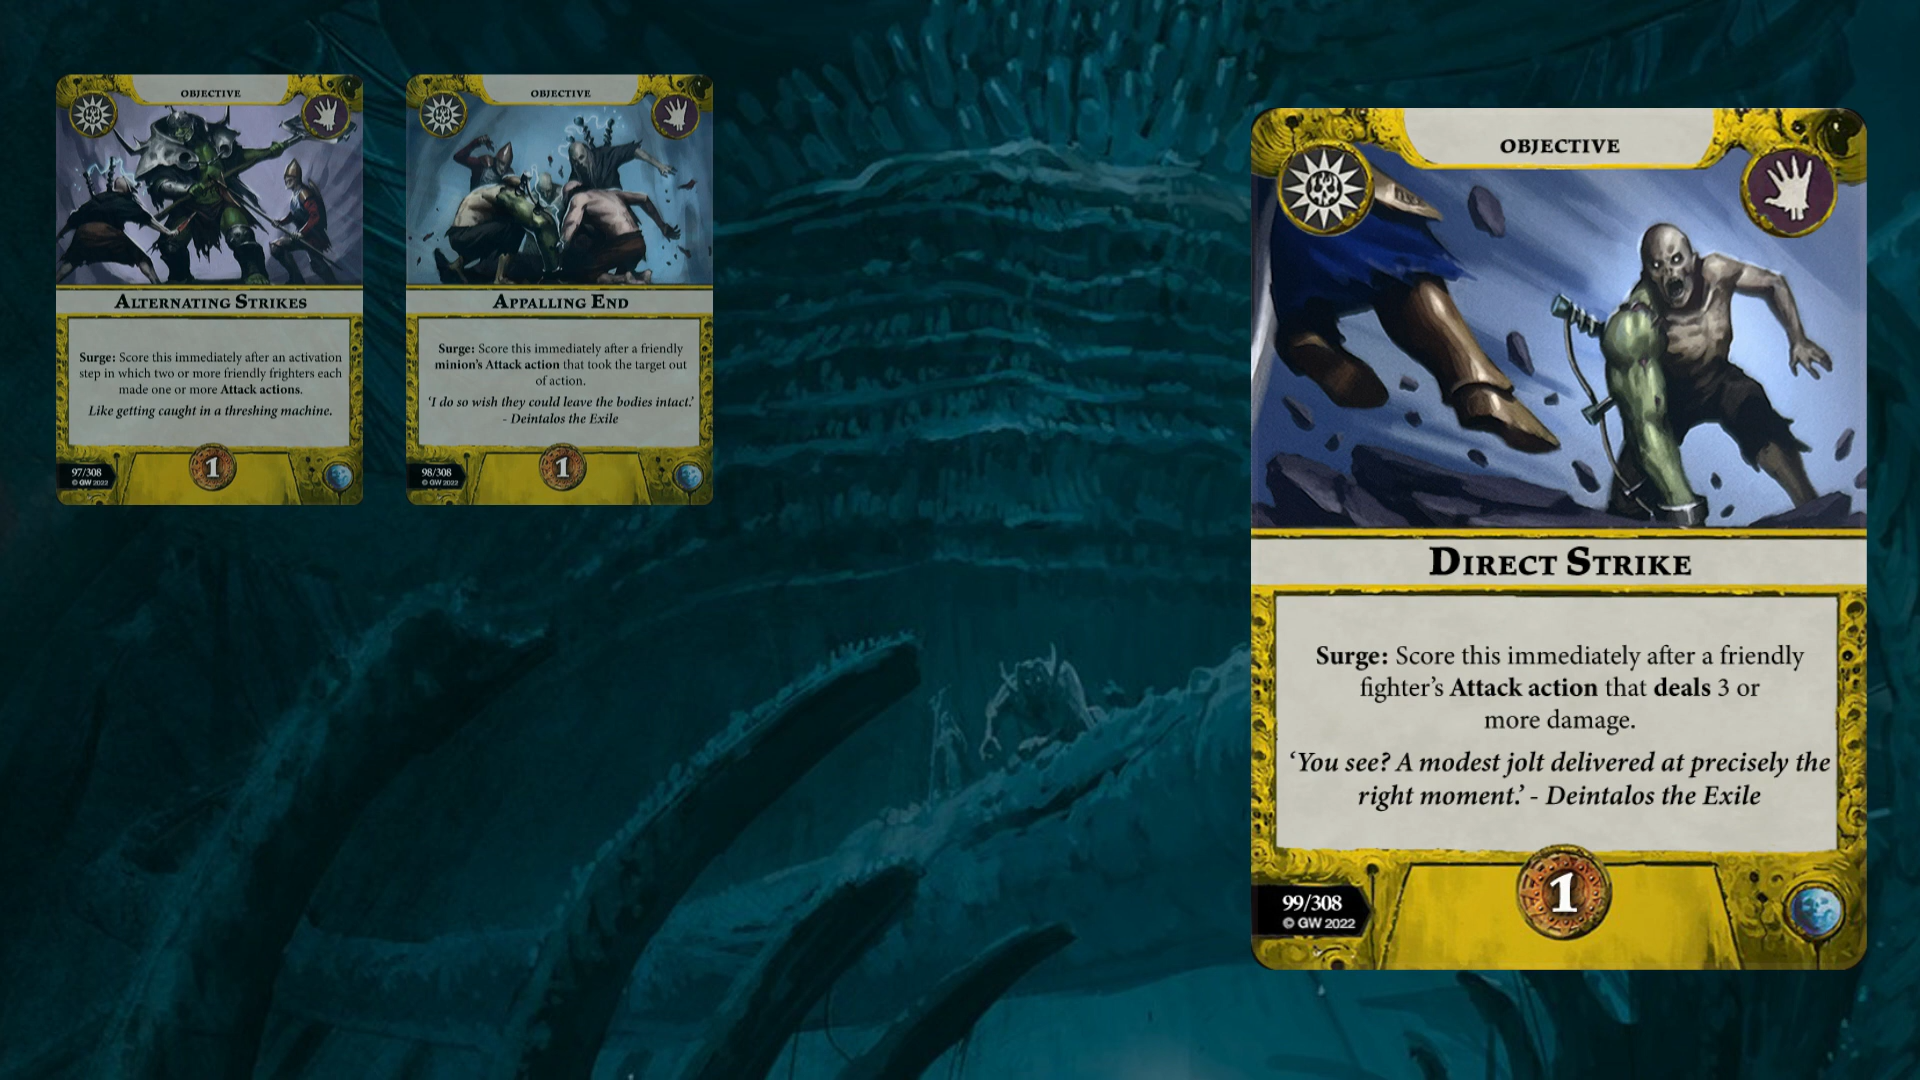 OBJECTIVE
ALTERNATING STRIKES
Surge: Score this immediately after an activation
step in which two or more friendly frighters each
made one or more Attack actions.
Like getting caught in a threshing machine.
1
97/308
© GW 2022
OBJECTIVE
APPALLING END
Surge: Score this immediately after a friendly
minion's Attack action that took the target out
of action.
'I do so wish they could leave the bodies intact.'
- Deintalos the Exile
1
98/308
© GW 2022
OBJECTIVE
DIRECT STRIKE
Surge: Score this immediately after a friendly
fighter's Attack action that deals 3 or
more damage.
'You see? A modest jolt delivered at precisely the
right moment.' - Deintalos the Exile
1
99/308
© GW 2022